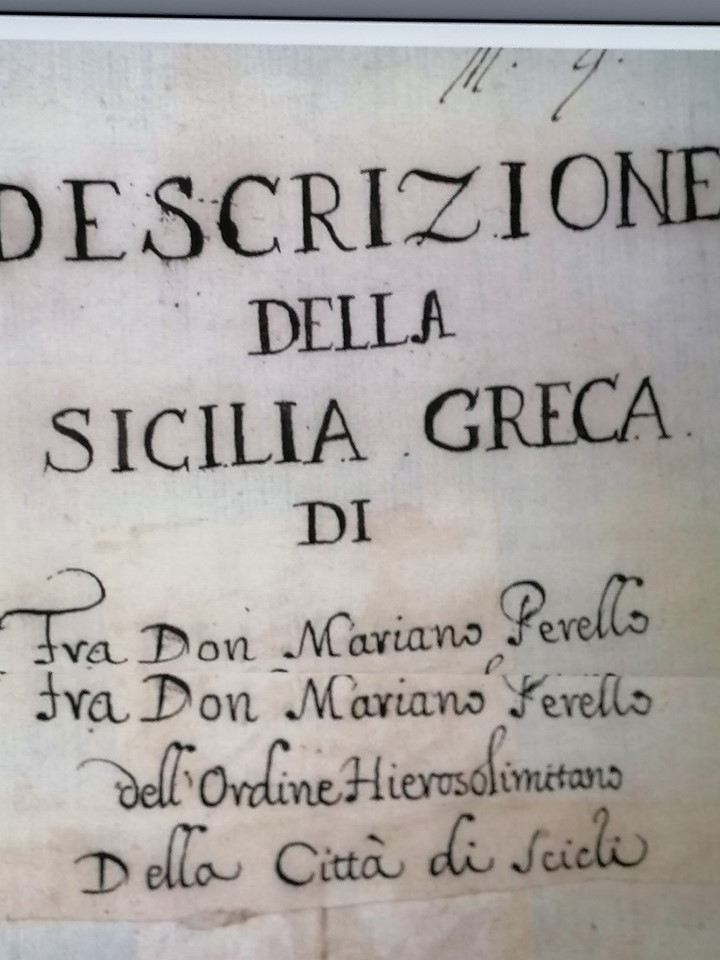 M. 9.
DESCRIZIONE
DELLA
SICILIA GRECA.
DI
Fra Don Mariano Perello
Fra Don Mariano Perello
dell'Ordine Hierosolimitano
Della Città di Scicli